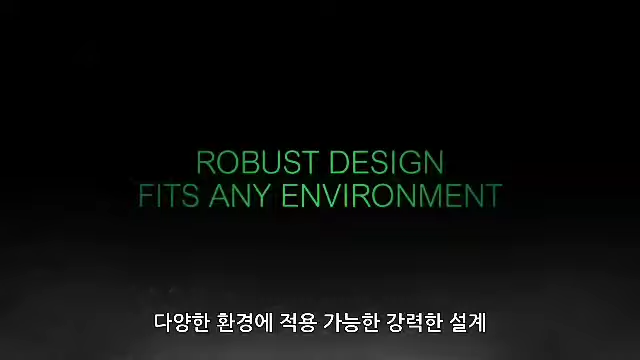 ROBUST DESIGN
FITS ANY ENVIRONMENT
다양한 환경에 적용 가능한 강력한 설계